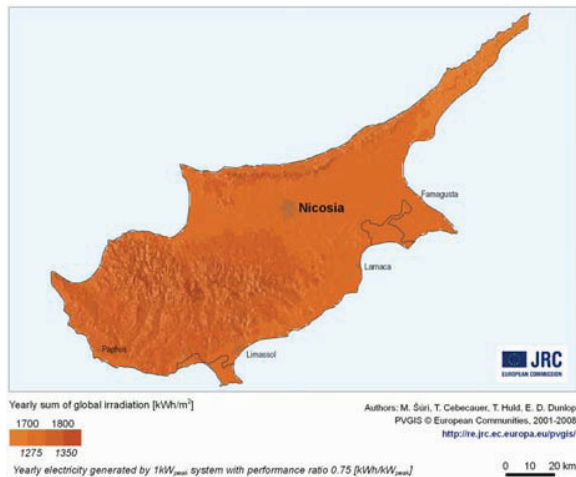 Nicosia
Famagusta
Larnaca
Paphos
Limassol
JRC
EUROPEAN COMMISSION
Yearly sum of global irradiation [kWh/m²]
1700 1800
1275 1350
Yearly electricity generated by 1kWpeak system with performance ratio 0.75 [kWh/kWpeak]
Authors: M. Šúri, T. Cebecauer, T. Huld, E. D. Dunlop
PVGIS © European Communities, 2001-2008
http://re.jrc.ec.europa.eu/pvgis/
0 10 20 km